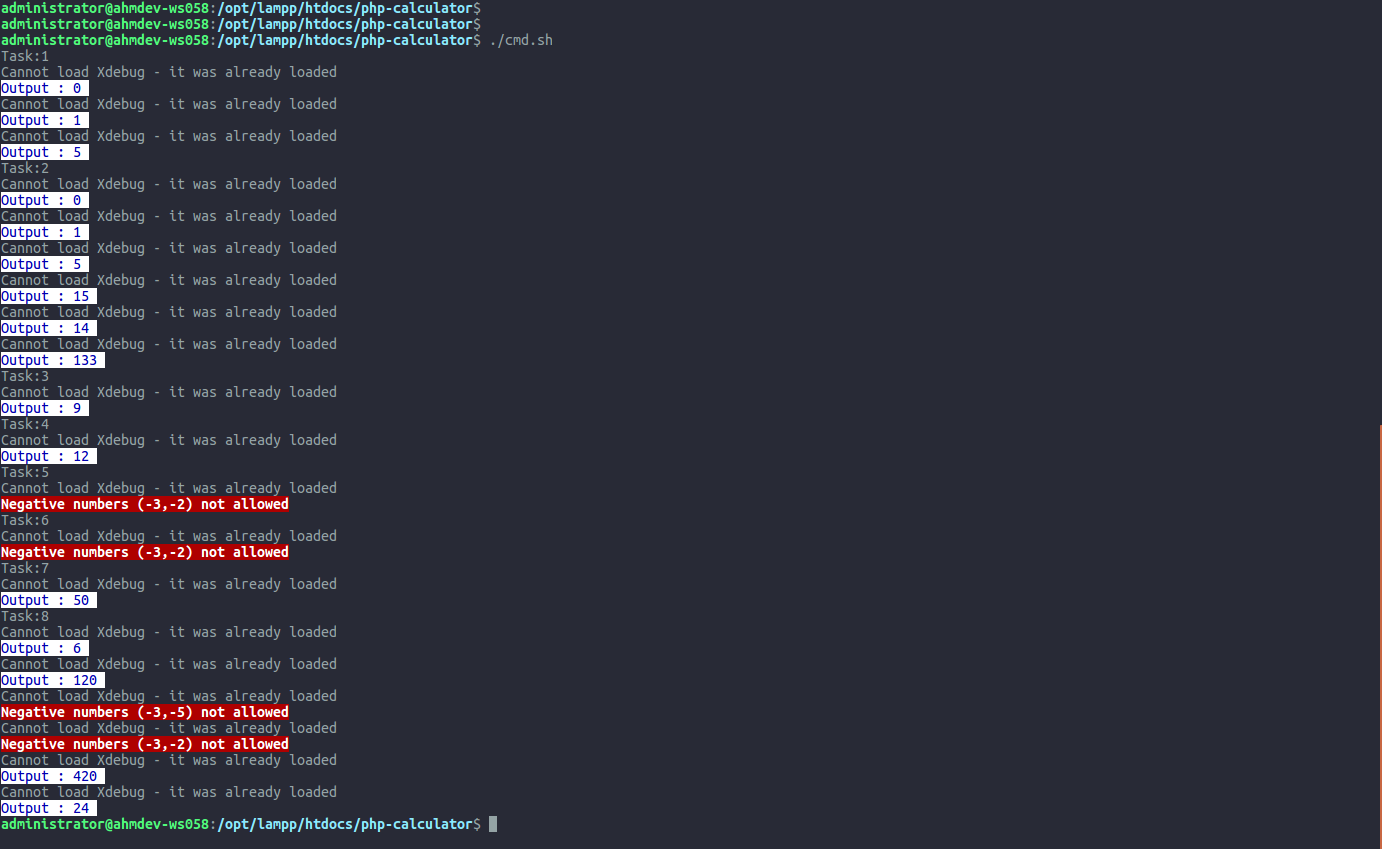 administrator@ahmdev-ws058:/opt/lampp/htdocs/php-calculator$
administrator@ahmdev-ws058:/opt/lampp/htdocs/php-calculator$
administrator@ahmdev-ws058:/opt/lampp/htdocs/php-calculator$ ./cmd.sh
Task:1
Cannot load Xdebug - it was already loaded
Output : 0
Cannot load Xdebug - it was already loaded
Output : 1
Cannot load Xdebug - it was already loaded
Output : 5
Task:2
Cannot load Xdebug - it was already loaded
Output : 0
Cannot load Xdebug - it was already loaded
Output : 1
Cannot load Xdebug - it was already loaded
Output : 5
Cannot load Xdebug - it was already loaded
Output : 15
Cannot load Xdebug - it was already loaded
Output : 14
Cannot load Xdebug - it was already loaded
Output : 133
Task:3
Cannot load Xdebug - it was already loaded
Output : 9
Task:4
Cannot load Xdebug - it was already loaded
Output : 12
Task:5
Cannot load Xdebug - it was already loaded
Negative numbers (-3,-2) not allowed
Task:6
Cannot load Xdebug - it was already loaded
Negative numbers (-3,-2) not allowed
Task:7
Cannot load Xdebug - it was already loaded
Output : 50
Task:8
Cannot load Xdebug - it was already loaded
Output : 6
Cannot load Xdebug - it was already loaded
Output : 120
Cannot load Xdebug - it was already loaded
Negative numbers (-3,-5) not allowed
Cannot load Xdebug - it was already loaded
Negative numbers (-3,-2) not allowed
Cannot load Xdebug - it was already loaded
Output : 420
Cannot load Xdebug - it was already loaded
Output : 24
administrator@ahmdev-ws058:/opt/lampp/htdocs/php-calculator$